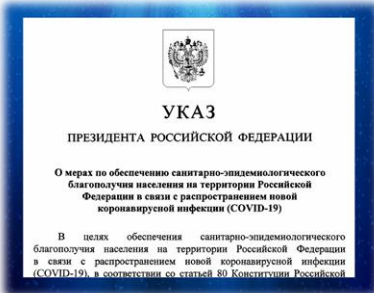 УКАЗ
ПРЕЗИДЕНТА РОССИЙСКОЙ ФЕДЕРАЦИИ
О мерах по обеспечению санитарно-эпидемиологического
благополучия населения на территории Российской
Федерации в связи с распространением новой
коронавирусной инфекции (COVID-19)
В целях обеспечения санитарно-эпидемиологического
благополучия населения на территории Российской Федерации
в связи с распространением новой коронавирусной инфекции
(COVID-19), в соответствии со статьей 80 Конституции Российской